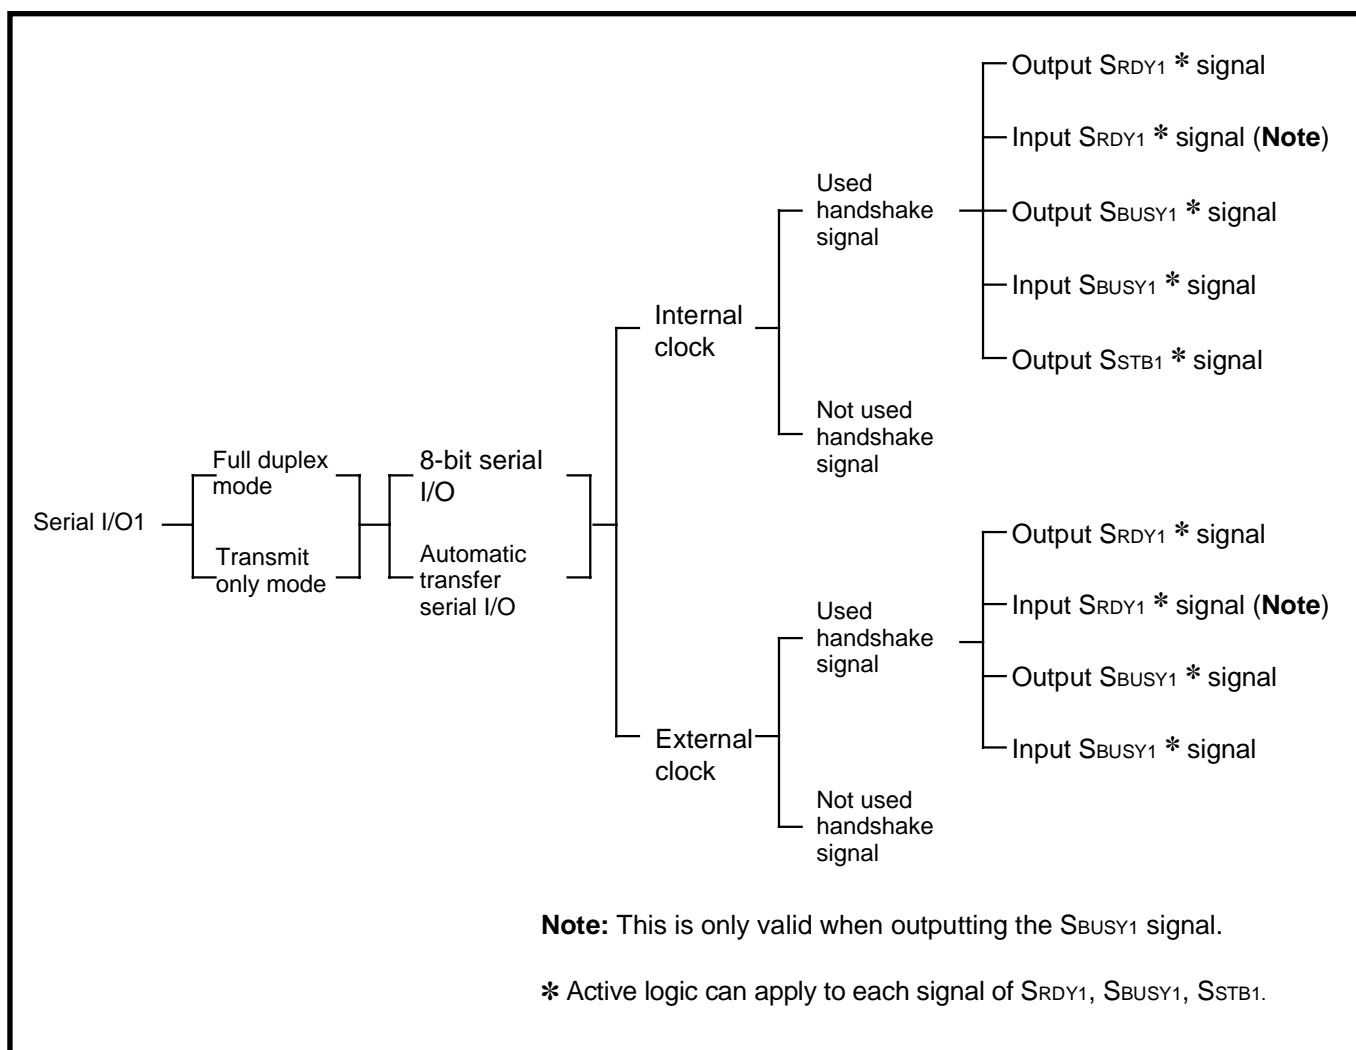 Output SRDY1 * signal
Input SRDY1 * signal (Note)
Used
handshake
signal
Output SBUSY1 * signal
Input SBUSY1 * signal
Internal
clock
Output SSTB1 * signal
Not used
handshake
signal
Full duplex
mode
8-bit serial
I/O
Serial I/O1
Transmit
only mode
Automatic
transfer
serial I/O
Output SRDY1 * signal
Input SRDY1 * signal (Note)
Used
handshake
signal
Output SBUSY1 * signal
Input SBUSY1 * signal
External
clock
Not used
handshake
signal
Note: This is only valid when outputting the SBUSY1 signal.
* Active logic can apply to each signal of SRDY1, SBUSY1, SSTB1.